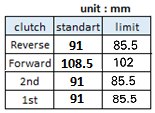 unit : mm
clutch standart limit
Reverse 91 85.5
Forward 108.5 102
2nd 91 85.5
1st 91 85.5